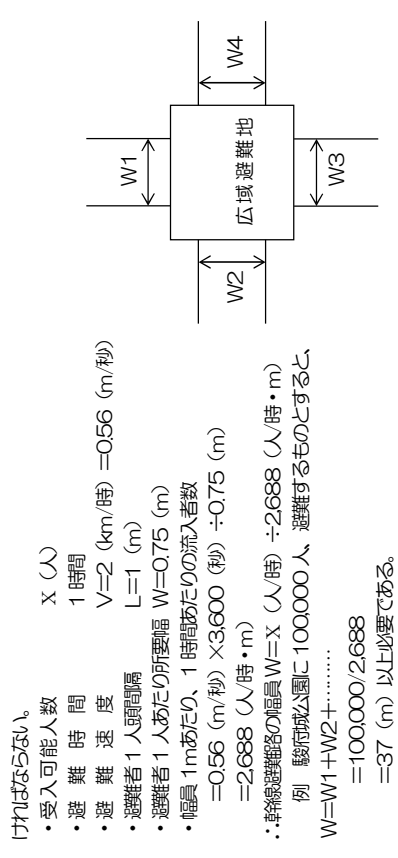 ければならない。
・受入可能人数 X（人）
・避難時間 1時間
・避難速度 V=2（km/時）=0.56（m/秒）
・避難者1人頭間隔 L=1（m）
・避難者1人あたり所要幅 W=0.75（m）
・幅員1mあたり、1時間あたりの流入者数
=0.56（m/秒）×3,600（秒）÷0.75（m）
=2,688（人/時・m）
∴幹線避難路の幅員W=X（人/時）÷2,688（人/時・m）
例 駿府城公園に100,000人、避難するものとすると、
W=W1+W2+………
=100,000/2,688
=37（m）以上必要である。
W1
W2
広域避難地
W4
W3